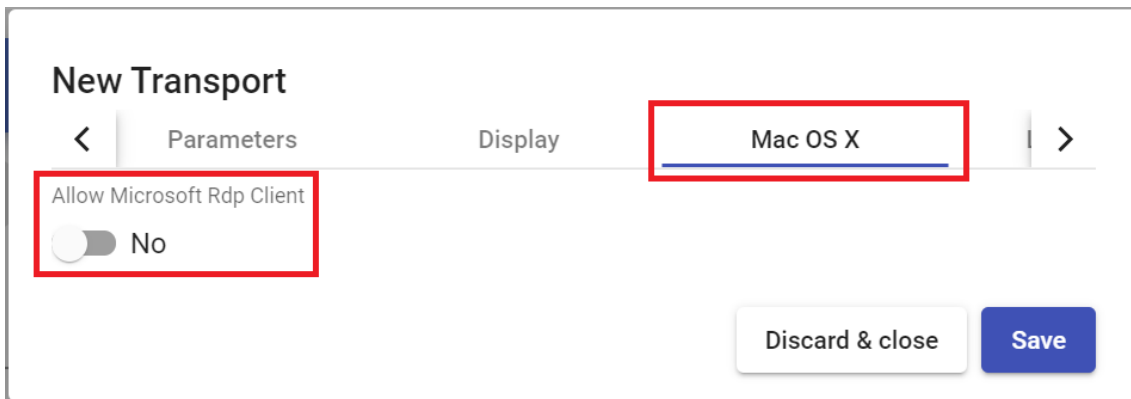 New Transport
Parameters Display Mac OS X
Allow Microsoft Rdp Client
No
Discard & close Save